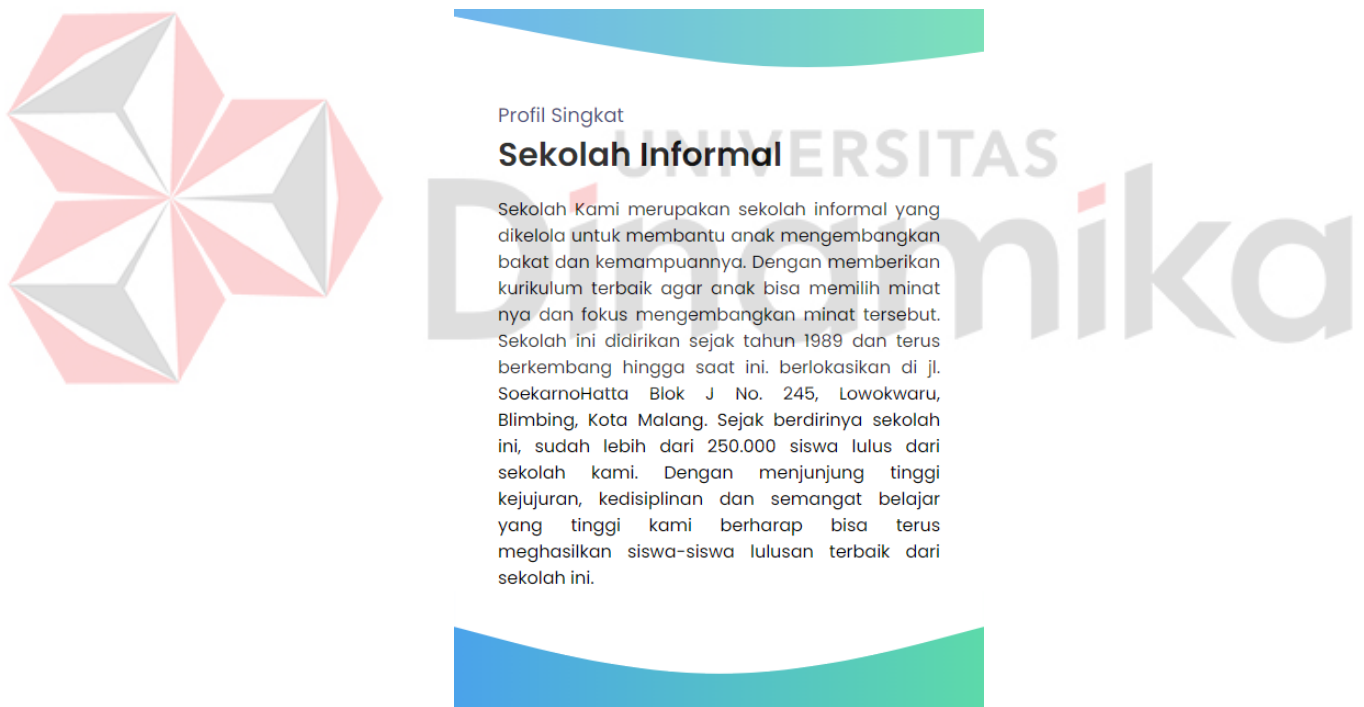 Profil Singkat
Sekolah Informal
UNIVERSITAS
Dinamika
Sekolah Kami merupakan sekolah informal yang
dikelola untuk membantu anak mengembangkan
bakat dan kemampuannya. Dengan memberikan
kurikulum terbaik agar anak bisa memilih minat
nya dan fokus mengembangkan minat tersebut.
Sekolah ini didirikan sejak tahun 1989 dan terus
berkembang hingga saat ini. berlokasikan di jl.
SoekarnoHatta Blok J No. 245, Lowokwaru,
Blimbing, Kota Malang. Sejak berdirinya sekolah
ini, sudah lebih dari 250.000 siswa lulus dari
sekolah kami. Dengan menjunjung tinggi
kejujuran, kedisiplinan dan semangat belajar
yang tinggi kami berharap bisa terus
meghasilkan siswa-siswa lulusan terbaik dari
sekolah ini.